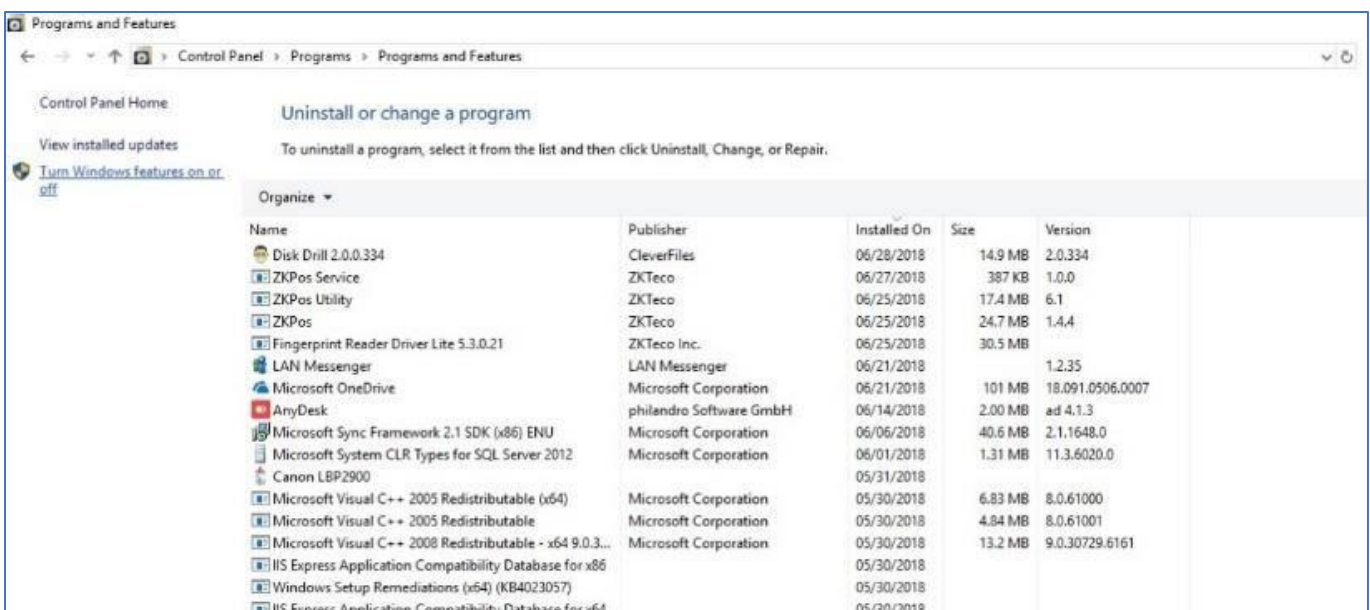 Programs and Features
Control Panel > Programs > Programs and Features
Control Panel Home
View installed updates
Turn Windows features on or
off
Uninstall or change a program
To uninstall a program, select it from the list and then click Uninstall, Change, or Repair.
Organize
Name Publisher Installed On Size Version
Disk Drill 2.0.0.334 CleverFiles 06/28/2018 14.9 MB 2.0.334
ZKPos Service ZKTeco 06/27/2018 387 KB 1.0.0
ZKPos Utility ZKTeco 06/25/2018 17.4 MB 6.1
ZKPos ZKTeco 06/25/2018 24.7 MB 1.4.4
Fingerprint Reader Driver Lite 5.3.0.21 ZKTeco Inc. 06/25/2018 30.5 MB
LAN Messenger LAN Messenger 06/21/2018 1.2.35
Microsoft OneDrive Microsoft Corporation 06/21/2018 101 MB 18.091.0506.0007
AnyDesk philandro Software GmbH 06/14/2018 2.00 MB ad 4.1.3
Microsoft Sync Framework 2.1 SDK (x86) ENU Microsoft Corporation 06/06/2018 40.6 MB 2.1.1648.0
Microsoft System CLR Types for SQL Server 2012 Microsoft Corporation 06/01/2018 1.31 MB 11.3.6020.0
Canon LBP2900 05/31/2018
Microsoft Visual C++ 2005 Redistributable (x64) Microsoft Corporation 05/30/2018 6.83 MB 8.0.61000
Microsoft Visual C++ 2005 Redistributable Microsoft Corporation 05/30/2018 4.84 MB 8.0.61001
Microsoft Visual C++ 2008 Redistributable - x64 9.0.3... Microsoft Corporation 05/30/2018 13.2 MB 9.0.30729.6161
IIS Express Application Compatibility Database for x86 05/30/2018
Windows Setup Remediations (x64) (KB4023057) 05/30/2018
IIS Express Application Compatibility Database for x64 05/30/2018